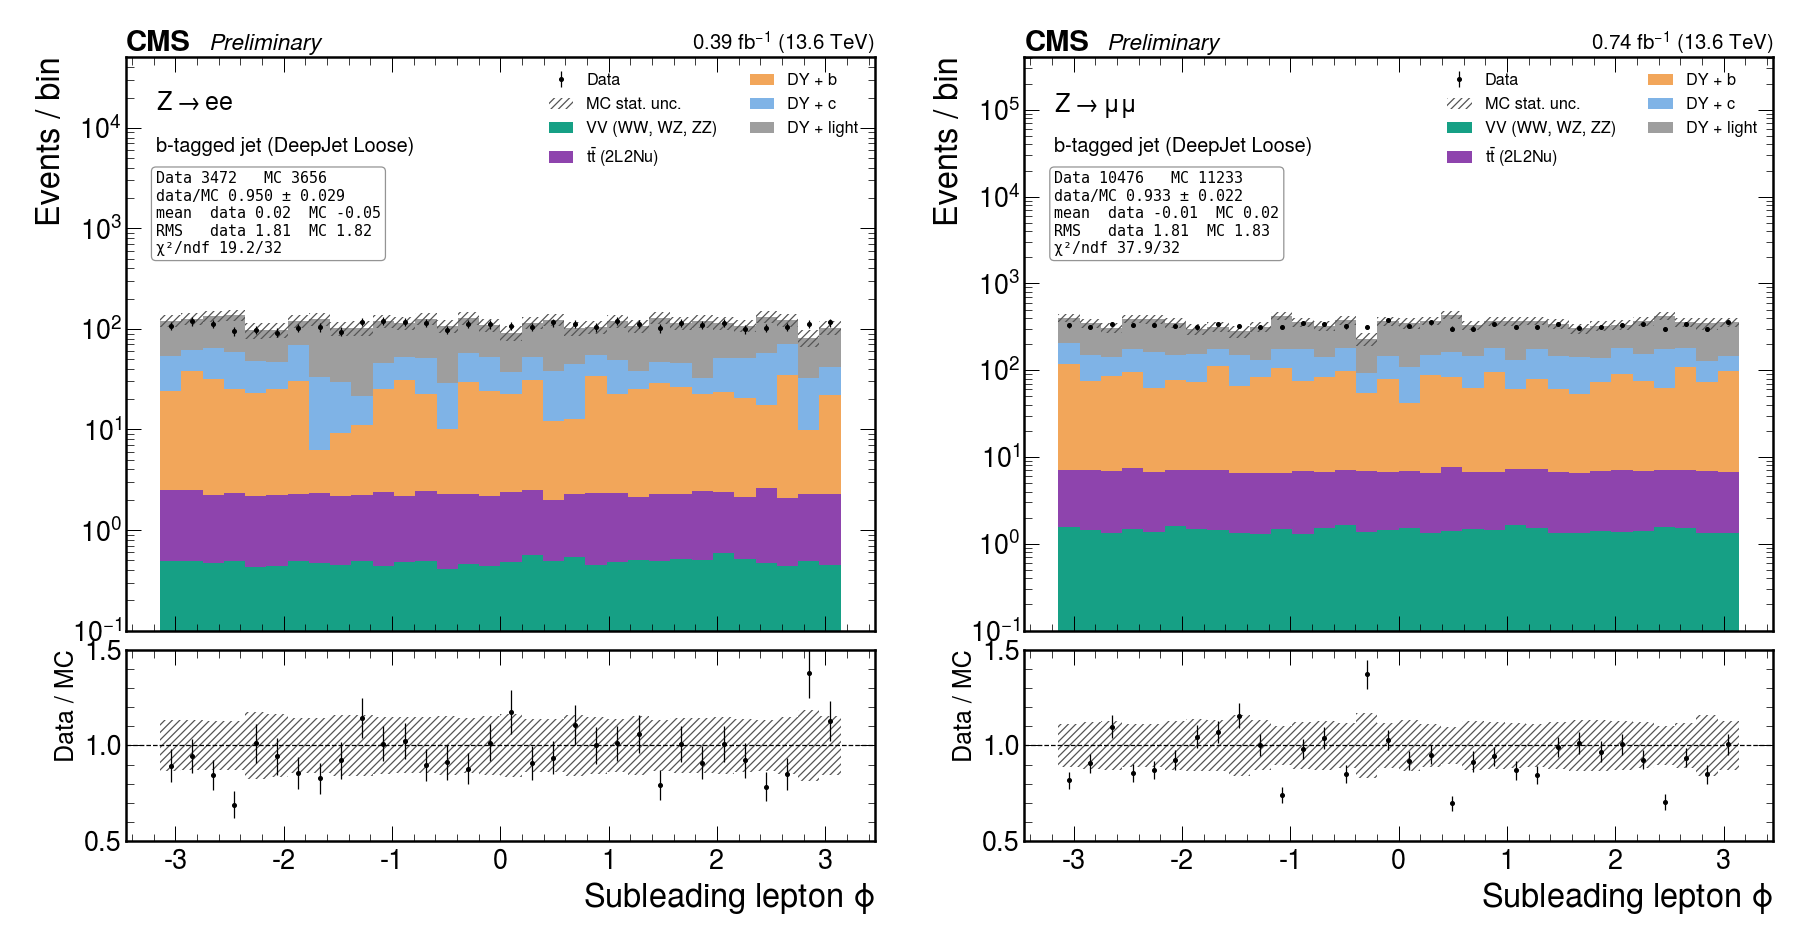 CMS Preliminary 0.39 fb⁻¹ (13.6 TeV)
Events / bin
Z → ee
b-tagged jet (DeepJet Loose)
Data 3472 MC 3656
data/MC 0.950 ± 0.029
mean data 0.02 MC -0.05
RMS data 1.81 MC 1.82
χ²/ndf 19.2/32
Data
MC stat. unc.
VV (WW, WZ, ZZ)
tt̄ (2L2Nu)
DY + b
DY + c
DY + light
10⁴
10³
10²
10¹
10⁰
10⁻¹
Data / MC
1.5
1.0
0.5
-3 -2 -1 0 1 2 3
Subleading lepton ϕ
CMS Preliminary 0.74 fb⁻¹ (13.6 TeV)
Events / bin
Z → μμ
b-tagged jet (DeepJet Loose)
Data 10476 MC 11233
data/MC 0.933 ± 0.022
mean data -0.01 MC 0.02
RMS data 1.81 MC 1.83
χ²/ndf 37.9/32
Data
MC stat. unc.
VV (WW, WZ, ZZ)
tt̄ (2L2Nu)
DY + b
DY + c
DY + light
10⁵
10⁴
10³
10²
10¹
10⁰
10⁻¹
Data / MC
1.5
1.0
0.5
-3 -2 -1 0 1 2 3
Subleading lepton ϕ